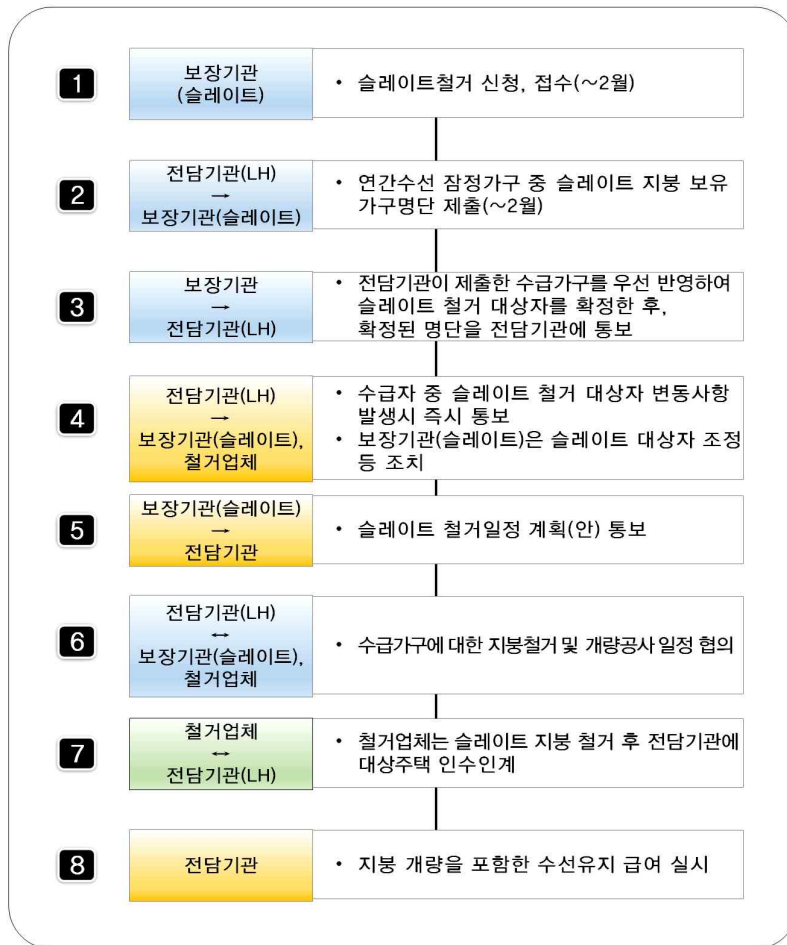 1
보장기관
(슬레이트)
• 슬레이트철거 신청, 접수(~2월)
2
전담기관(LH)
→
보장기관(슬레이트)
• 연간수선 잠정가구 중 슬레이트 지붕 보유
가구명단 제출(~2월)
3
보장기관
→
전담기관(LH)
• 전담기관이 제출한 수급가구를 우선 반영하여
슬레이트 철거 대상자를 확정한 후,
확정된 명단을 전담기관에 통보
4
전담기관(LH)
→
보장기관(슬레이트),
철거업체
• 수급자 중 슬레이트 철거 대상자 변동사항
발생시 즉시 통보
• 보장기관(슬레이트)은 슬레이트 대상자 조정
등 조치
5
보장기관(슬레이트)
→
전담기관
• 슬레이트 철거일정 계획(안) 통보
6
전담기관(LH)
↔
보장기관(슬레이트),
철거업체
• 수급가구에 대한 지붕철거 및 개량공사 일정 협의
7
철거업체
↔
전담기관(LH)
• 철거업체는 슬레이트 지붕 철거 후 전담기관에
대상주택 인수인계
8
전담기관
• 지붕 개량을 포함한 수선유지 급여 실시